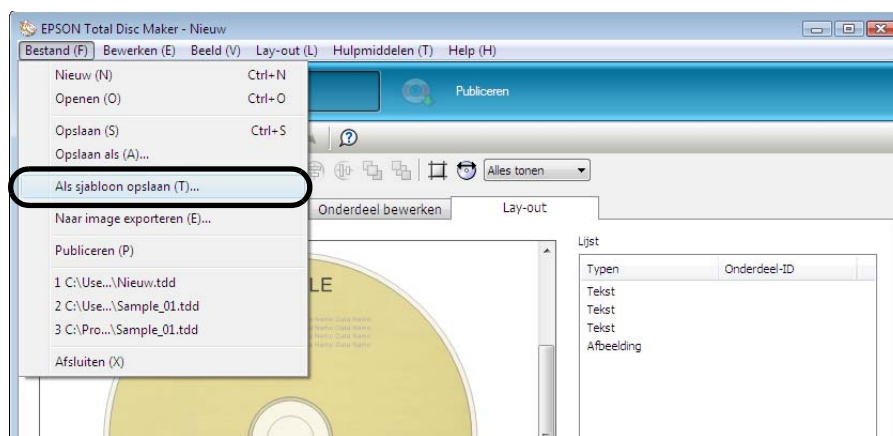 EPSON Total Disc Maker - Nieuw
Bestand (F) Bewerken (E) Beeld (V) Lay-out (L) Hulpmiddelen (T) Help (H)
Nieuw (N) Ctrl+N
Openen (O) Ctrl+O
Opslaan (S) Ctrl+S
Opslaan als (A)...
Als sjabloon opslaan (T)...
Naar image exporteren (E)...
Publiceren (P)
1 C:\Use...\Nieuw.tdd
2 C:\Use...\Sample_01.tdd
3 C:\Pro...\Sample_01.tdd
Afsluiten (X)
Publiceren
Alles tonen
Onderdeel bewerken Lay-out
LE
Lijst
Typen Onderdeel-ID
Tekst
Tekst
Tekst
Afbeelding